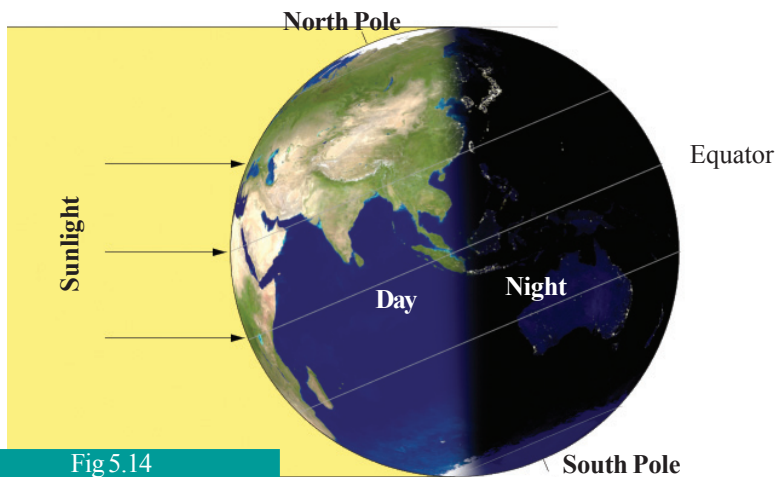 North Pole
Equator
Sunlight
Day
Night
Fig 5.14
South Pole